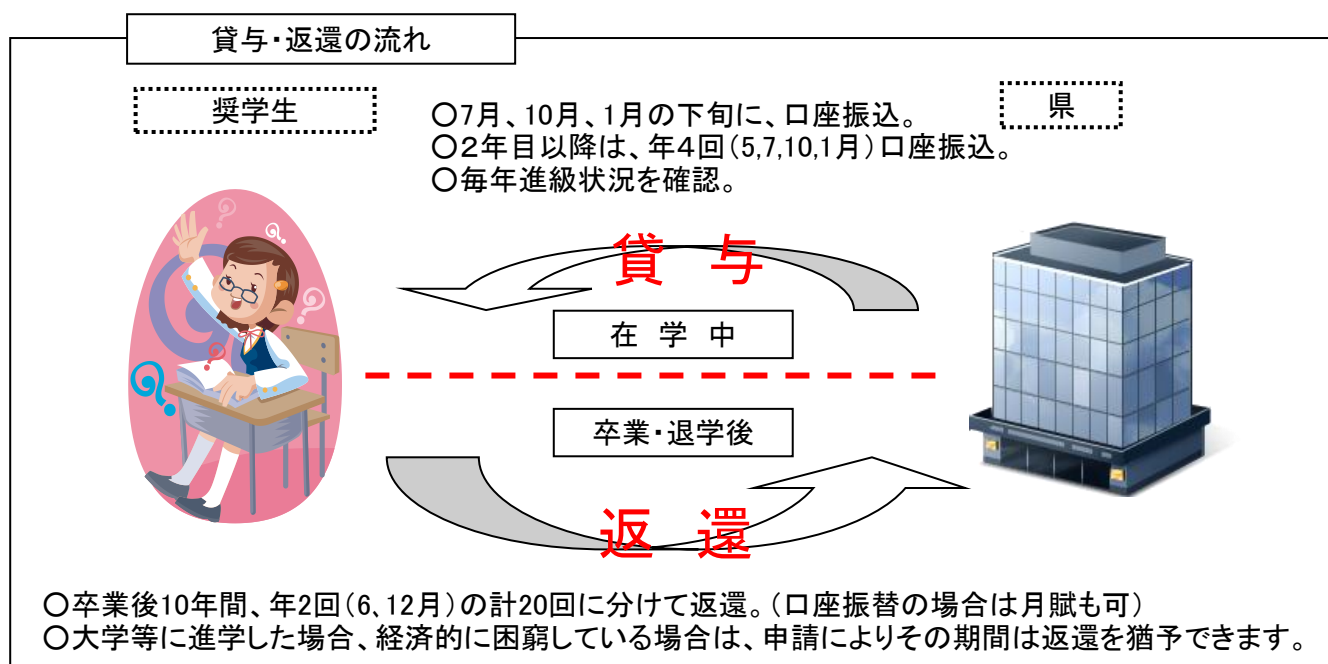 貸与・返還の流れ
奨学生
県
〇7月、10月、1月の下旬に、口座振込。
〇２年目以降は、年４回（5,7,10,1月）口座振込。
〇毎年進級状況を確認。
貸 与
在 学 中
卒業・退学後
返 還
〇卒業後10年間、年2回（6、12月）の計20回に分けて返還。（口座振替の場合は月賦も可）
〇大学等に進学した場合、経済的に困窮している場合は、申請によりその期間は返還を猶予できます。